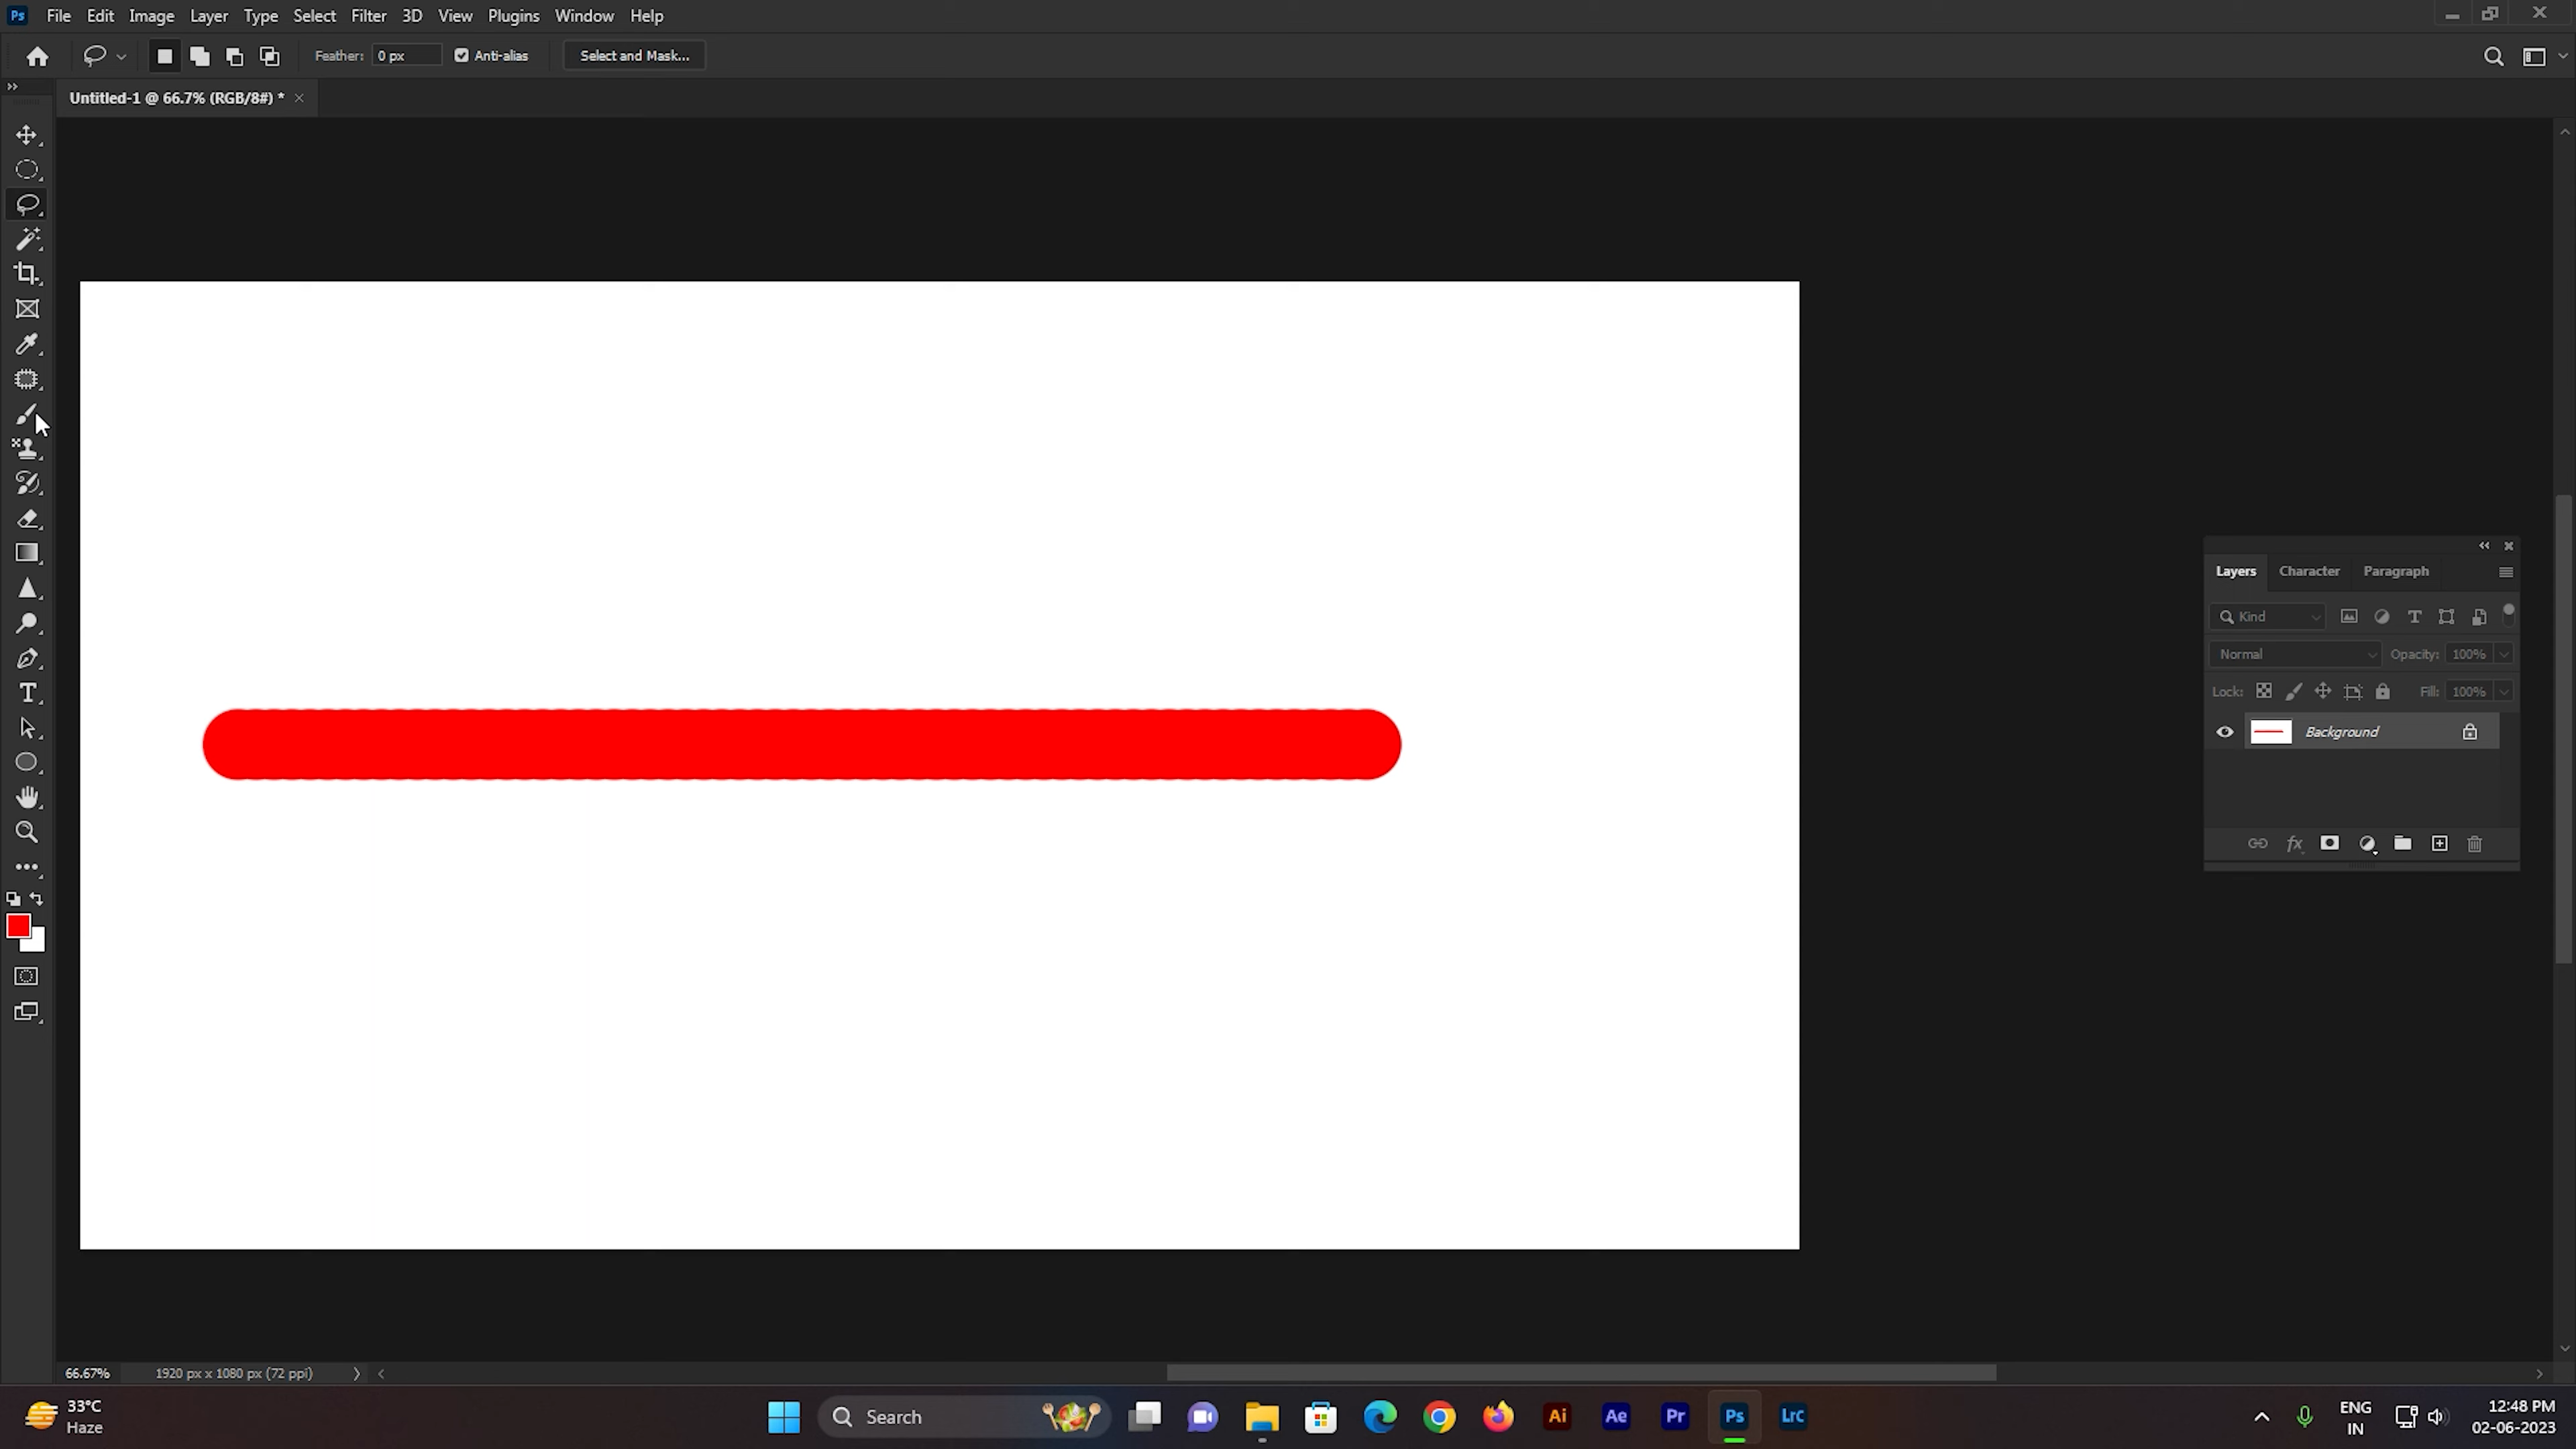 Ps File Edit Image Layer Type Select Filter 3D View Plugins Window Help
Feather: 0 px Anti-alias Select and Mask...
Untitled-1 @ 66.7% (RGB/8#) *
Layers Character Paragraph
Kind
Normal Opacity: 100%
Lock: Fill: 100%
Background
fx
66.67% 1920 px x 1080 px (72 ppi)
33°C
Haze
Search
Ai Ae Pr Ps LrC
ENG
IN
12:48 PM
02-06-2023